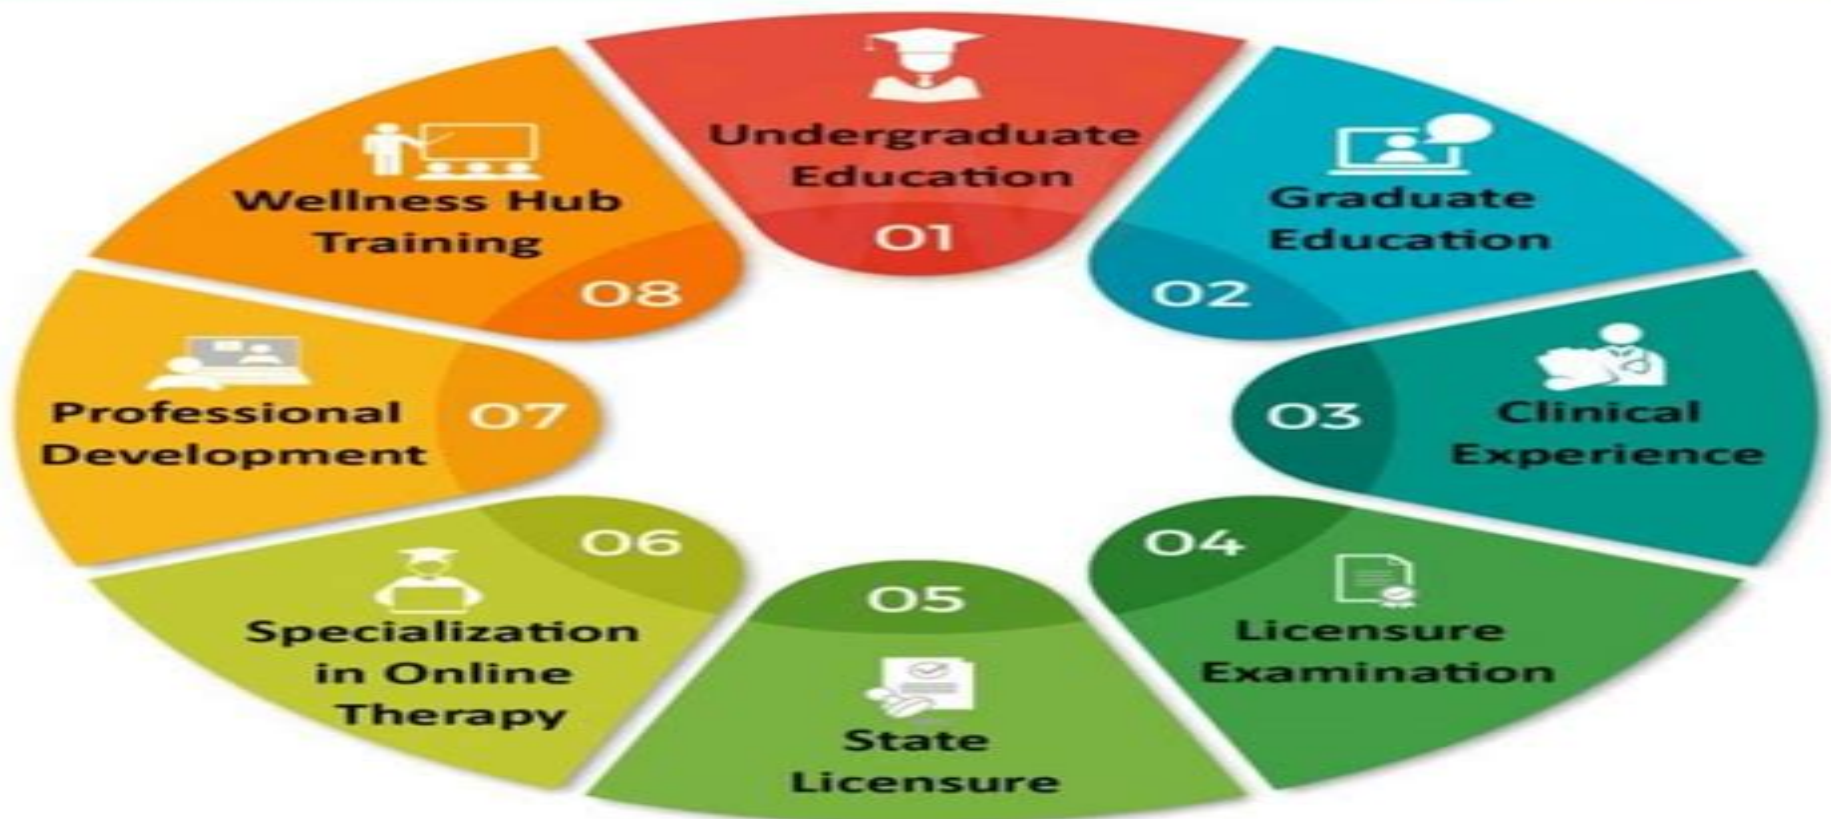 Undergraduate
Education
01
Graduate
Education
02
Clinical
Experience
03
Licensure
Examination
04
State
Licensure
05
Specialization
in Online
Therapy
06
Professional
Development
07
Wellness Hub
Training
08